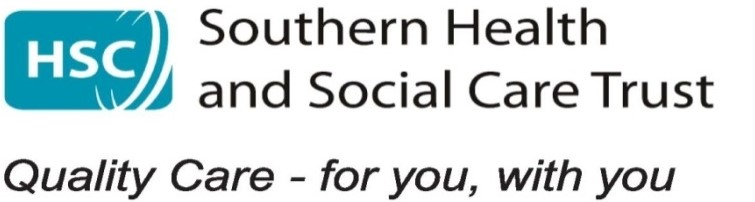 HSC
Southern Health
and Social Care Trust
Quality Care - for you, with you